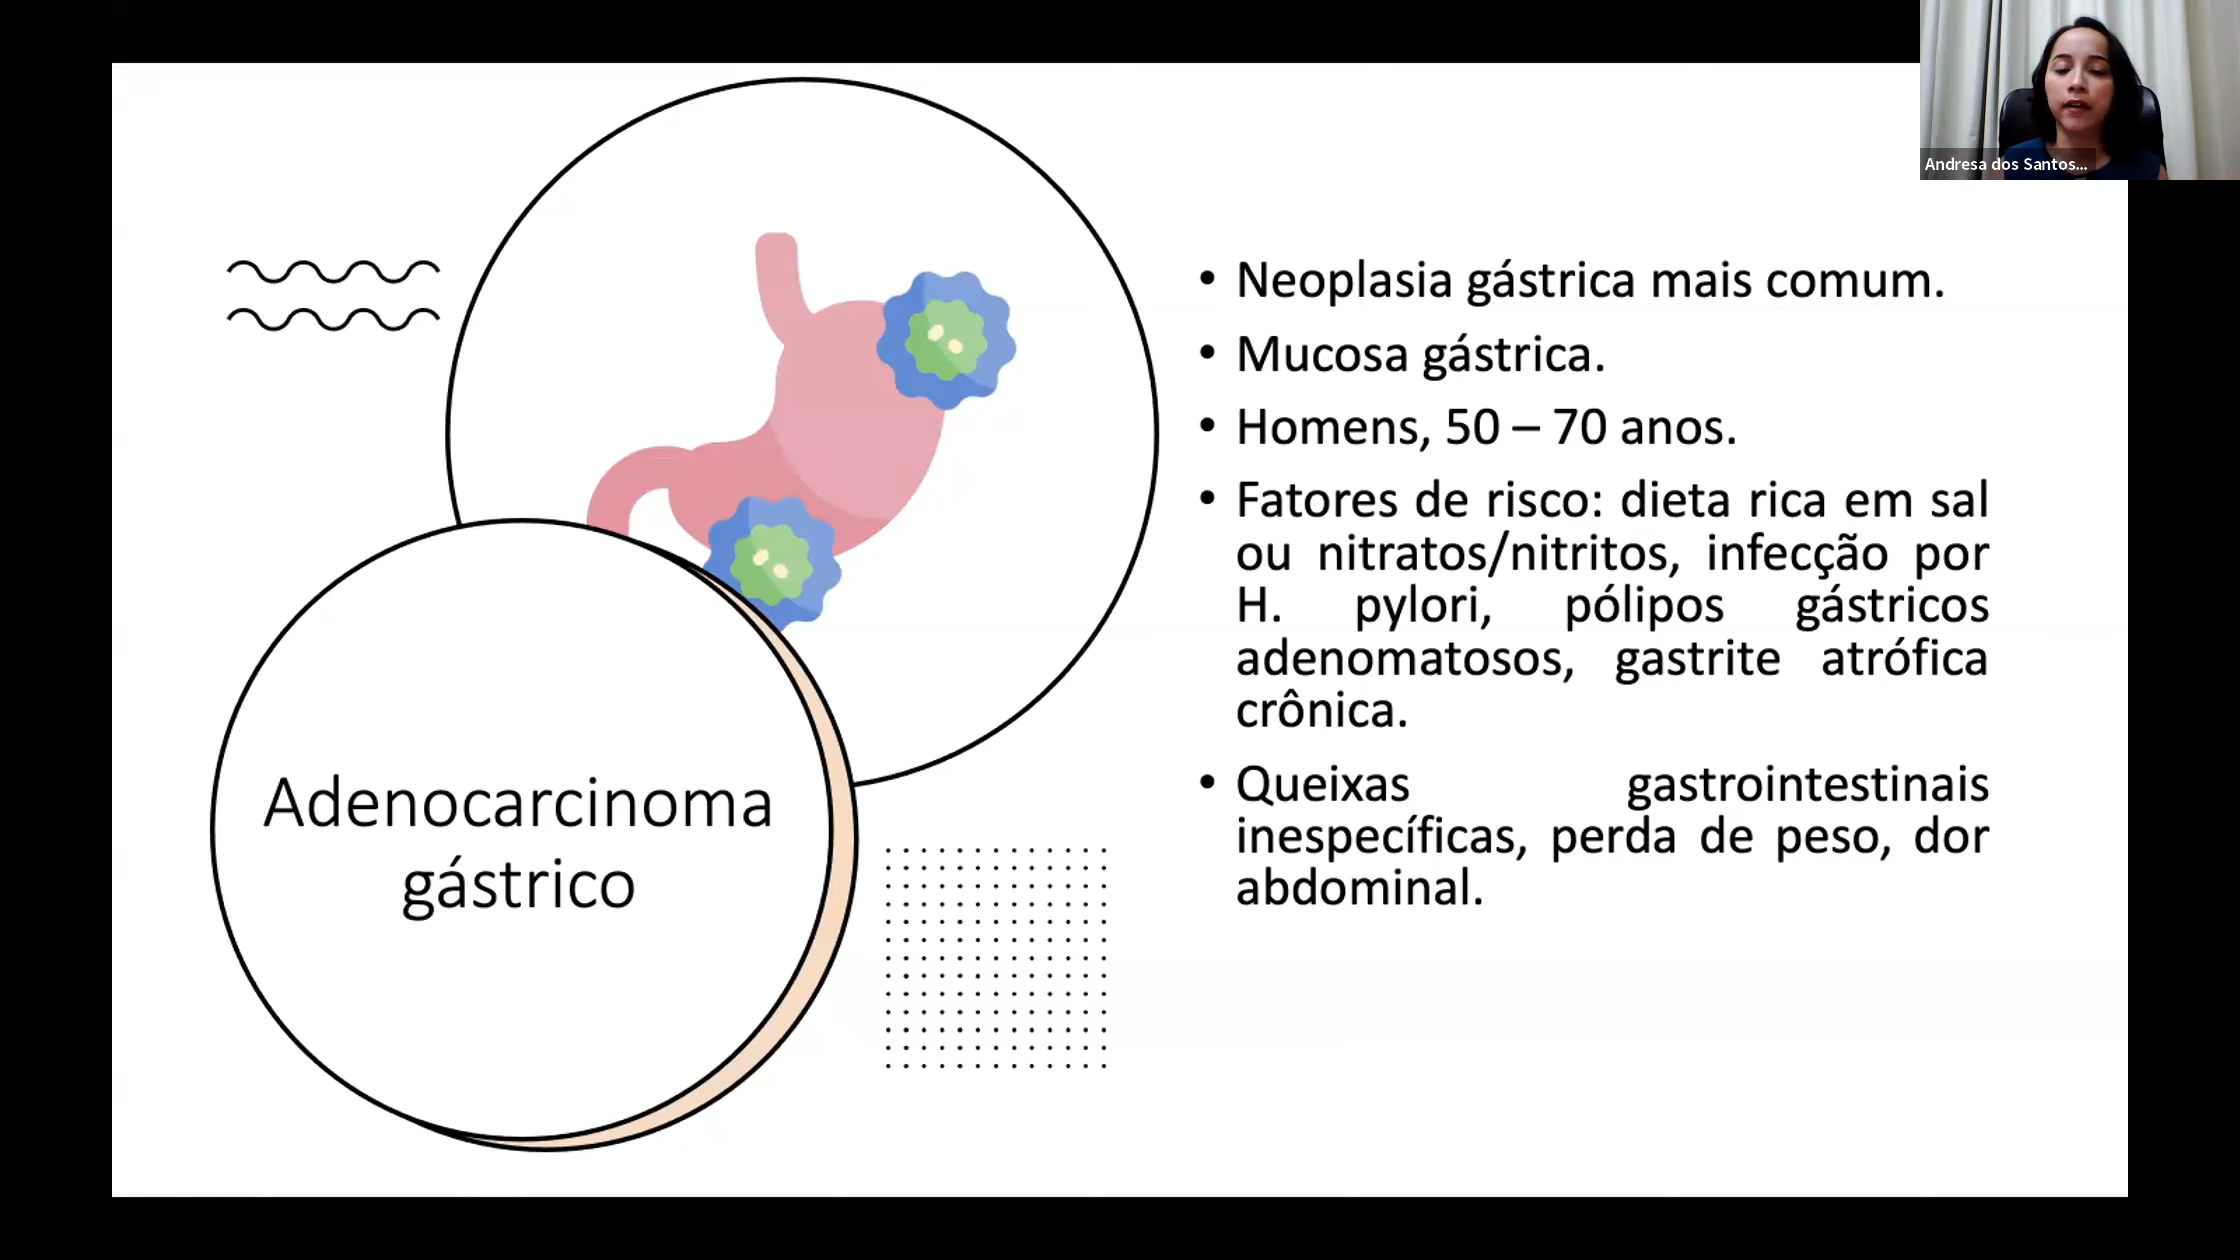 Andresa dos Santos...
Adenocarcinoma
gástrico
• Neoplasia gástrica mais comum.
• Mucosa gástrica.
• Homens, 50 – 70 anos.
• Fatores de risco: dieta rica em sal
ou nitratos/nitritos, infecção por
H. pylori, pólipos gástricos
adenomatosos, gastrite atrófica
crônica.
• Queixas gastrointestinais
inespecíficas, perda de peso, dor
abdominal.